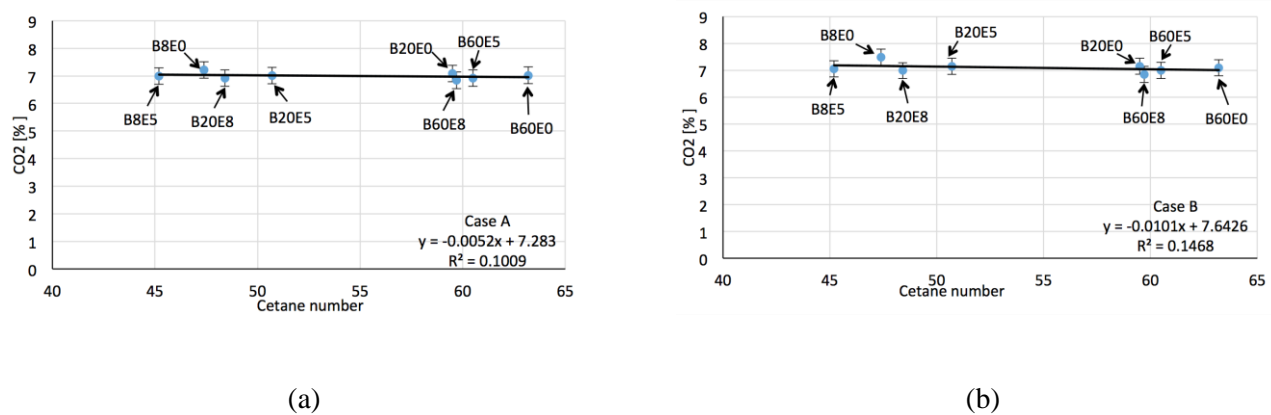 9
8
7
6
5
4
3
2
1
0
CO2 [% ]
B8E0
B8E5
B20E8
B20E5
B20E0
B60E5
B60E8
B60E0
Case A
y = -0.0052x + 7.283
R² = 0.1009
40 45 50 55 60 65
Cetane number
(a)
9
8
7
6
5
4
3
2
1
0
CO2 [%]
B8E0
B8E5
B20E8
B20E5
B20E0
B60E5
B60E8
B60E0
Case B
y = -0.0101x + 7.6426
R² = 0.1468
40 45 50 55 60 65
Cetane number
(b)